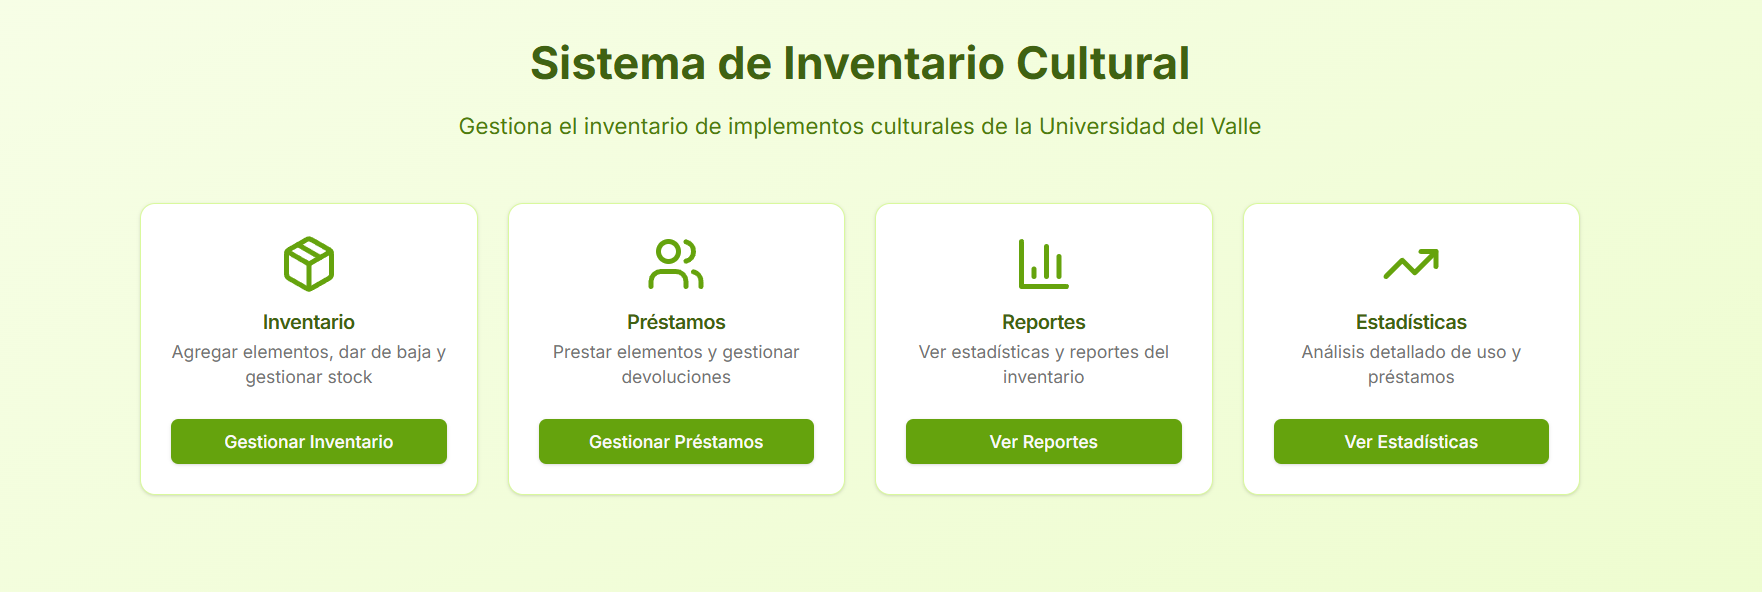 Sistema de Inventario Cultural
Gestiona el inventario de implementos culturales de la Universidad del Valle
Inventario
Agregar elementos, dar de baja y
gestionar stock
Gestionar Inventario
Préstamos
Prestar elementos y gestionar
devoluciones
Gestionar Préstamos
Reportes
Ver estadísticas y reportes del
inventario
Ver Reportes
Estadísticas
Análisis detallado de uso y
préstamos
Ver Estadísticas